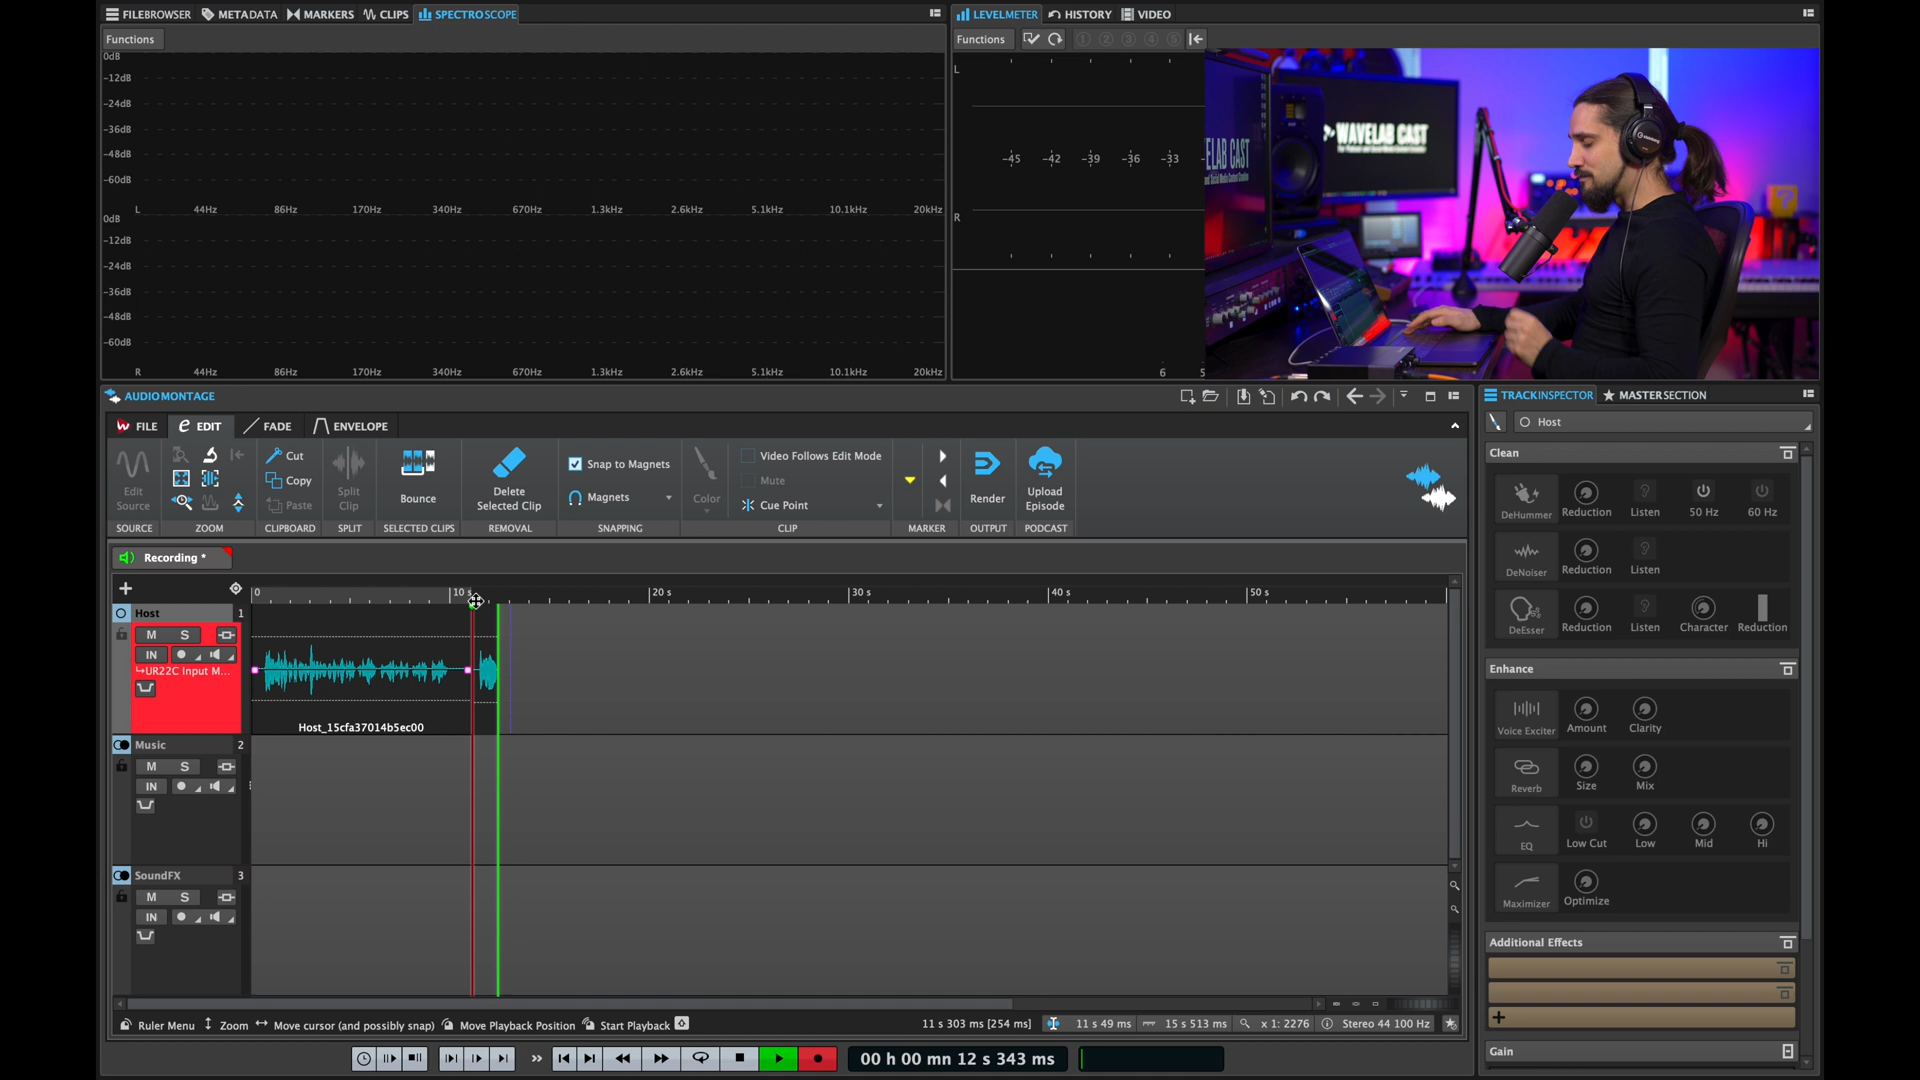 FILEBROWSER METADATA MARKERS CLIPS SPECTROSCOPE
LEVELMETER HISTORY VIDEO
Functions
Functions
0dB
-12dB
-24dB
-36dB
-48dB
-60dB
L 44Hz 86Hz 170Hz 340Hz 670Hz 1.3kHz 2.6kHz 5.1kHz 10.1kHz 20kHz
0dB
-12dB
-24dB
-36dB
-48dB
-60dB
R 44Hz 86Hz 170Hz 340Hz 670Hz 1.3kHz 2.6kHz 5.1kHz 10.1kHz 20kHz
L
-45 -42 -39 -36 -33
R
6 5
WAVELAB CAST
ELAB CAST
AUDIOMONTAGE
FILE EDIT FADE ENVELOPE
Edit Source
SOURCE
ZOOM
Cut
Copy
Paste
CLIPBOARD
Split Clip
SPLIT
Bounce
SELECTED CLIPS
Delete Selected Clip
REMOVAL
Snap to Magnets
Magnets
SNAPPING
Color
Video Follows Edit Mode
Mute
Cue Point
CLIP
MARKER
Render
OUTPUT
Upload Episode
PODCAST
Recording *
0 10 s 20 s 30 s 40 s 50 s
Host 1
M S
IN
UR22C Input M...
Host_15cfa37014b5ec00
Music 2
M S
IN
SoundFX 3
M S
IN
Ruler Menu Zoom Move cursor (and possibly snap) Move Playback Position Start Playback
11 s 303 ms [254 ms] 11 s 49 ms 15 s 513 ms x 1: 2276 Stereo 44 100 Hz
00 h 00 mn 12 s 343 ms
TRACKINSPECTOR MASTERSECTION
Host
Clean
DeHummer Reduction Listen 50 Hz 60 Hz
DeNoiser Reduction Listen
DeEsser Reduction Listen Character Reduction
Enhance
Voice Exciter Amount Clarity
Reverb Size Mix
EQ Low Cut Low Mid Hi
Maximizer Optimize
Additional Effects
Gain